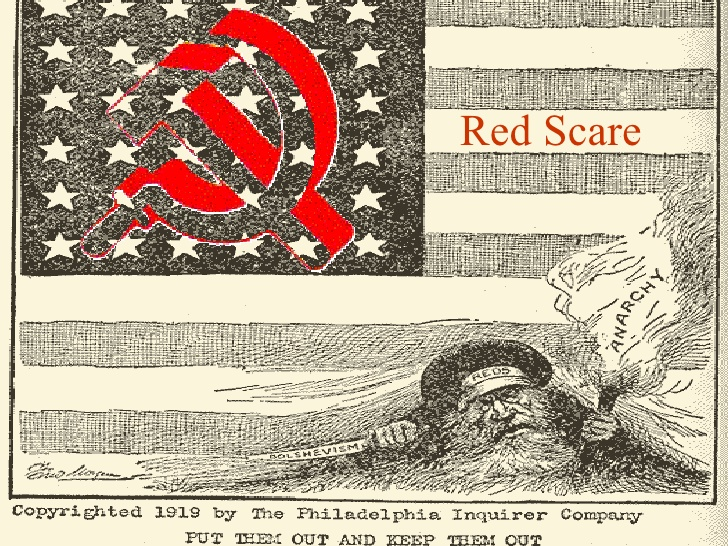 Red Scare
ANARCHY
REDS
BOLSHEVISM
Copyrighted 1919 by The Philadelphia Inquirer Company
PUT THEM OUT AND KEEP THEM OUT